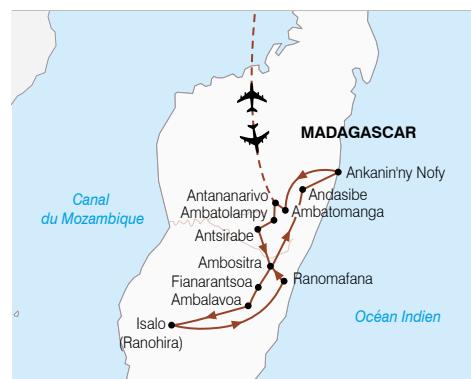 MADAGASCAR
Ankanin'ny Nofy
Andasibe
Antananarivo
Ambatolampy
Ambatomanga
Canal
du Mozambique
Antsirabe
Ambositra
Fianarantsoa
Ranomafana
Ambalavoa
Isalo
(Ranohira)
Océan Indien